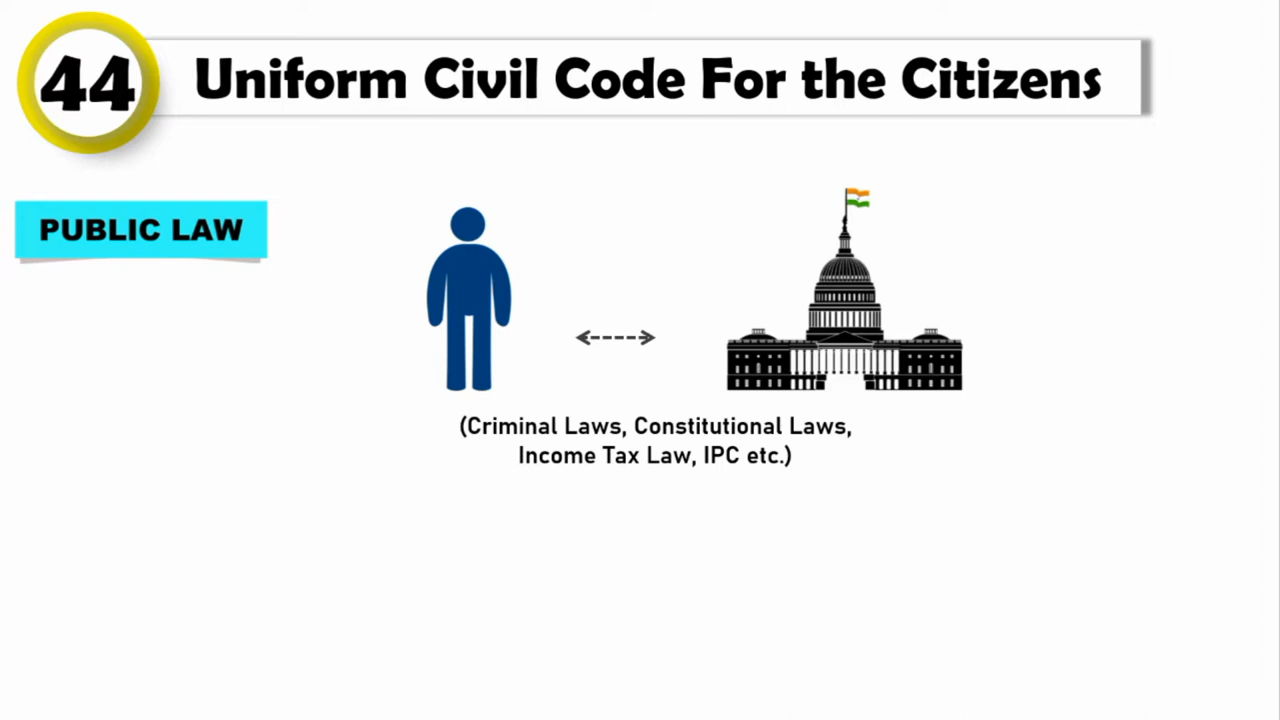 44
Uniform Civil Code For the Citizens
PUBLIC LAW
(Criminal Laws, Constitutional Laws,
Income Tax Law, IPC etc.)